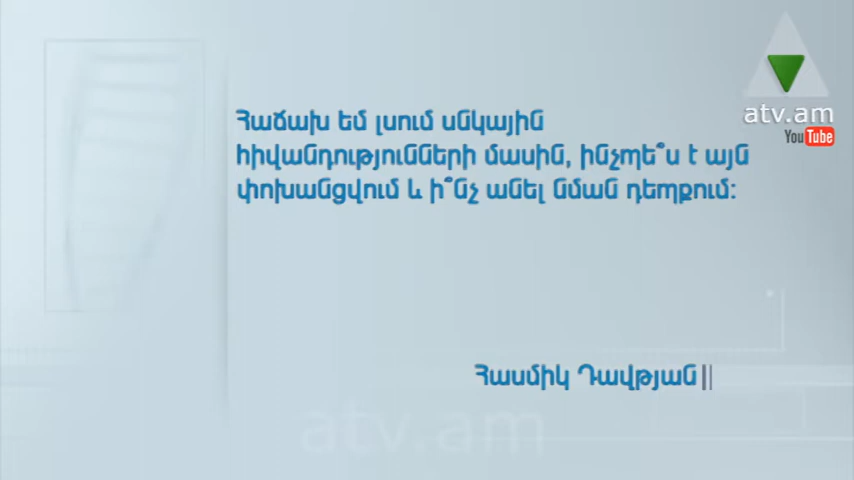 Հաճախ եմ լսում սնկային
հիվանդությունների մասին, ինչպե՞ս է այն
փոխանցվում և ի՞նչ անել նման դեպքում:
Հասմիկ Դավթյան
atv.am
YouTube
atv.am